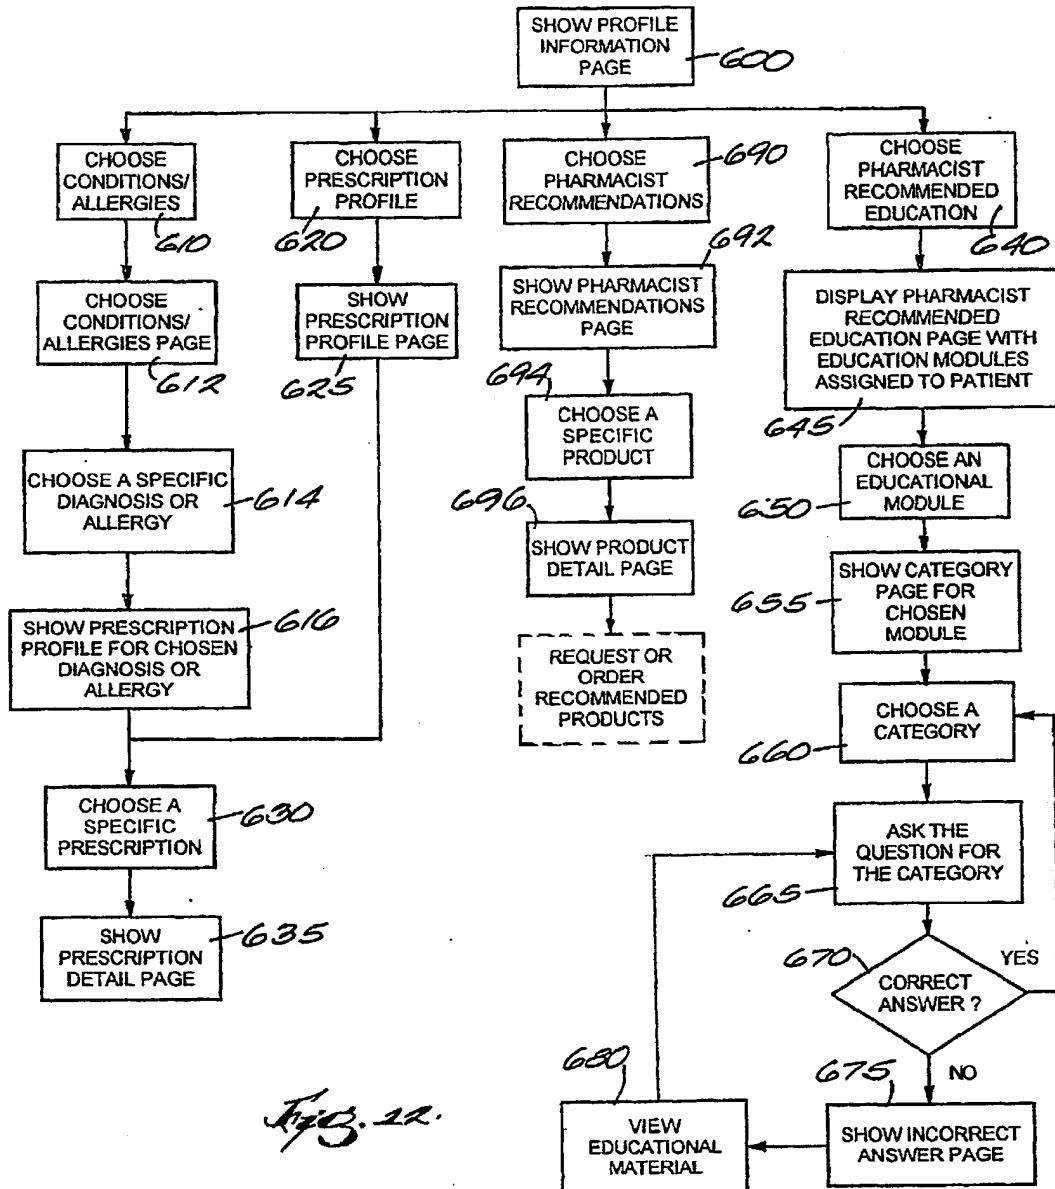 SHOW PROFILE
INFORMATION
PAGE
600
CHOOSE
CONDITIONS/
ALLERGIES
610
CHOOSE
CONDITIONS/
ALLERGIES PAGE
612
CHOOSE A SPECIFIC
DIAGNOSIS OR
ALLERGY
614
SHOW PRESCRIPTION
PROFILE FOR CHOSEN
DIAGNOSIS OR
ALLERGY
616
CHOOSE
PRESCRIPTION
PROFILE
620
SHOW
PRESCRIPTION
PROFILE PAGE
625
CHOOSE A
SPECIFIC
PRESCRIPTION
630
SHOW
PRESCRIPTION
DETAIL PAGE
635
CHOOSE
PHARMACIST
RECOMMENDATIONS
690
SHOW PHARMACIST
RECOMMENDATIONS
PAGE
692
694
CHOOSE A
SPECIFIC
PRODUCT
696
SHOW PRODUCT
DETAIL PAGE
REQUEST OR
ORDER
RECOMMENDED
PRODUCTS
CHOOSE
PHARMACIST
RECOMMENDED
EDUCATION
640
DISPLAY PHARMACIST
RECOMMENDED
EDUCATION PAGE WITH
EDUCATION MODULES
ASSIGNED TO PATIENT
645
CHOOSE AN
EDUCATIONAL
MODULE
650
SHOW CATEGORY
PAGE FOR
CHOSEN
MODULE
655
CHOOSE A
CATEGORY
660
ASK THE
QUESTION FOR
THE CATEGORY
665
670
CORRECT
ANSWER ?
YES
NO
675
SHOW INCORRECT
ANSWER PAGE
680
VIEW
EDUCATIONAL
MATERIAL
Fig. 12.